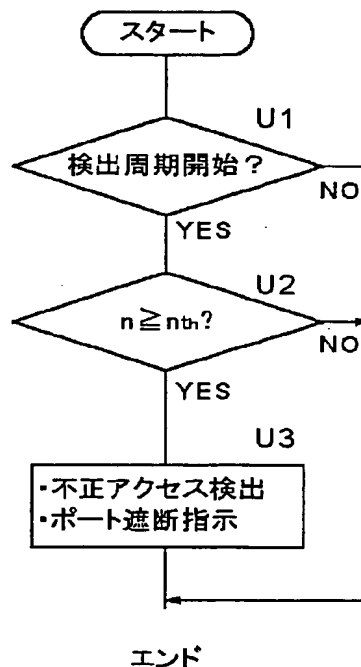 スタート
U1
検出周期開始？
NO
YES
U2
n≧nth?
NO
YES
U3
・不正アクセス検出
・ポート遮断指示
エンド